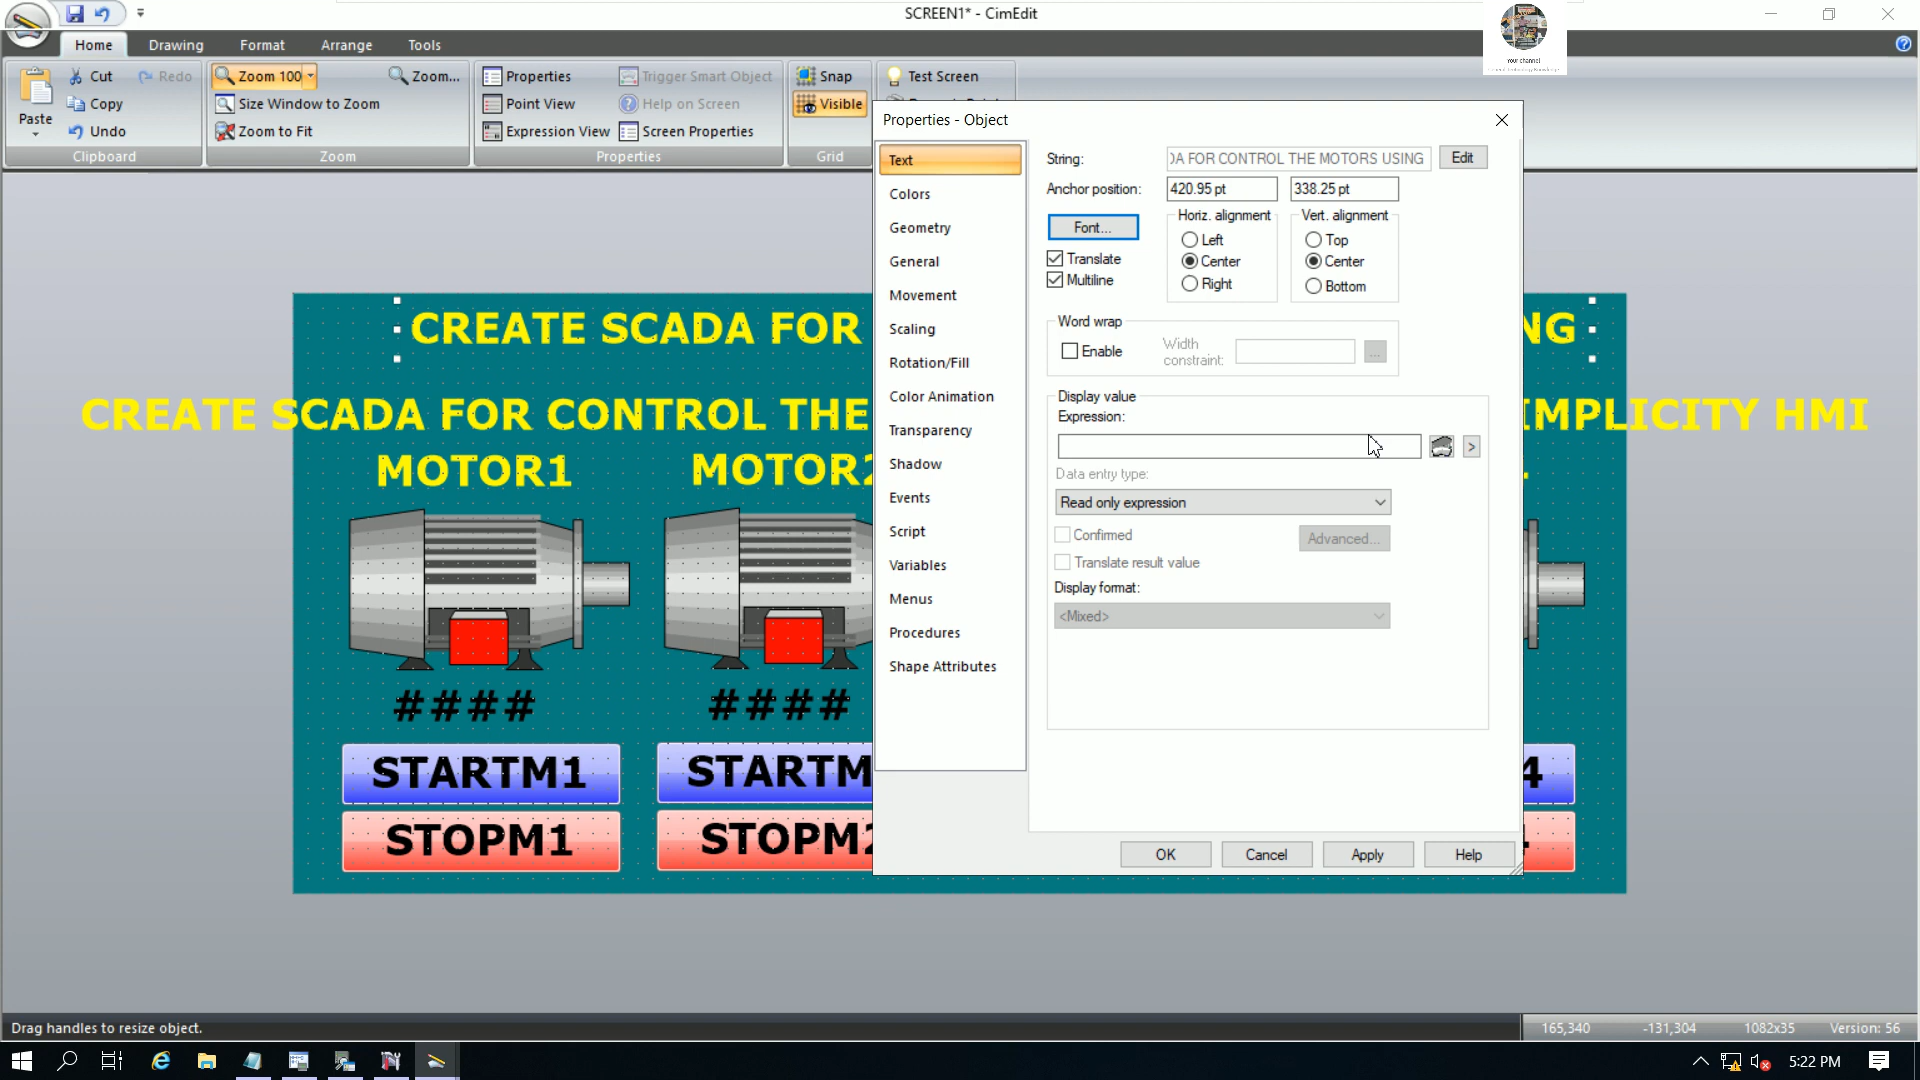 SCREEN1* - CimEdit
Your channel
Home Drawing Format Arrange Tools
Paste Cut Copy Undo Redo
Clipboard
Zoom 100 Zoom...
Size Window to Zoom
Zoom to Fit
Zoom
Properties Trigger Smart Object
Point View Help on Screen
Expression View Screen Properties
Properties
Snap
Visible
Grid
Test Screen
Properties - Object
Text
Colors
Geometry
General
Movement
Scaling
Rotation/Fill
Color Animation
Transparency
Shadow
Events
Script
Variables
Menus
Procedures
Shape Attributes
String: DA FOR CONTROL THE MOTORS USING Edit
Anchor position: 420.95 pt 338.25 pt
Font...
Translate
Multiline
Horiz. alignment
Left
Center
Right
Vert. alignment
Top
Center
Bottom
Word wrap
Enable Width constraint: ...
Display value
Expression:
>
Data entry type:
Read only expression
Confirmed Advanced...
Translate result value
Display format:
<Mixed>
OK Cancel Apply Help
CREATE SCADA FOR NG
CREATE SCADA FOR CONTROL THE IMPLICITY HMI
MOTOR1 MOTOR2
#### ####
STARTM1 STARTM 4
STOPM1 STOPM2
Drag handles to resize object.
165,340 -131,304 1082x35 Version: 56
5:22 PM